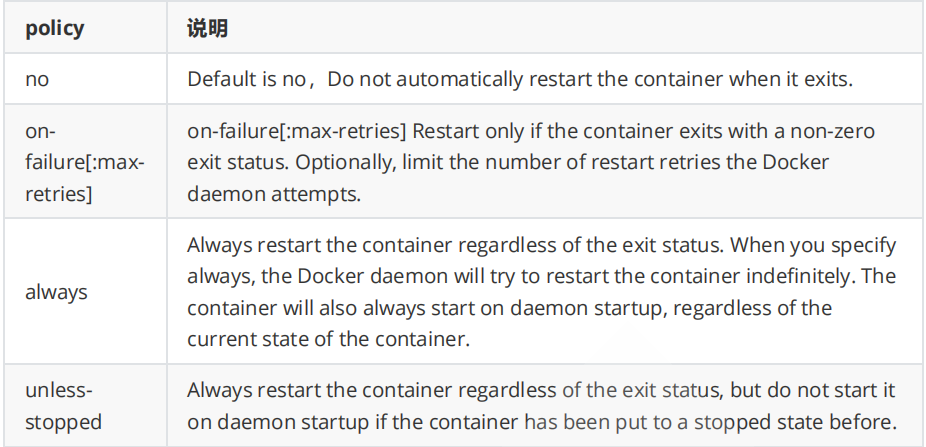 policy 说明
no Default is no，Do not automatically restart the container when it exits.
on-
failure[:max-
retries]
on-failure[:max-retries] Restart only if the container exits with a non-zero
exit status. Optionally, limit the number of restart retries the Docker
daemon attempts.
always
Always restart the container regardless of the exit status. When you specify
always, the Docker daemon will try to restart the container indefinitely. The
container will also always start on daemon startup, regardless of the
current state of the container.
unless-
stopped
Always restart the container regardless of the exit status, but do not start it
on daemon startup if the container has been put to a stopped state before.